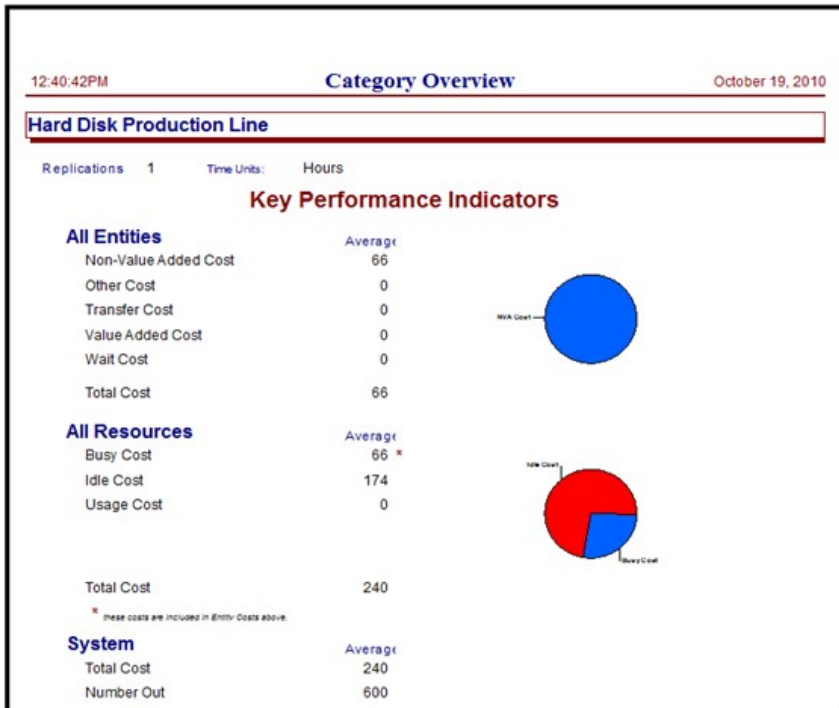 12:40:42PM Category Overview October 19, 2010
Hard Disk Production Line
Replications 1 Time Units: Hours
Key Performance Indicators
All Entities Average
Non-Value Added Cost 66
Other Cost 0
Transfer Cost 0
Value Added Cost 0
Wait Cost 0
Total Cost 66
NVA Cost
All Resources Average
Busy Cost 66 *
Idle Cost 174
Usage Cost 0
Idle Cost
Busy Cost
Total Cost 240
* these costs are included in Entity Costs above.
System Average
Total Cost 240
Number Out 600